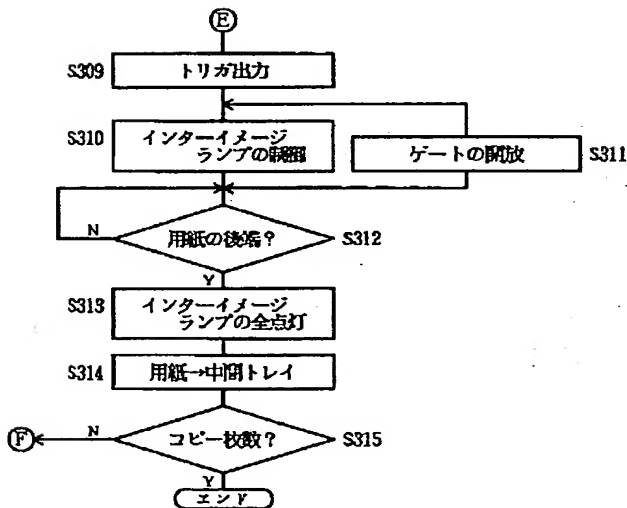 E
S309
トリガ出力
S310
インターイメージ
ランプの制御
ゲートの開放
S311
用紙の後端?
N
S312
Y
S313
インターイメージ
ランプの全点灯
S314
用紙→中間トレイ
F
N
コピー枚数?
S315
Y
エンド